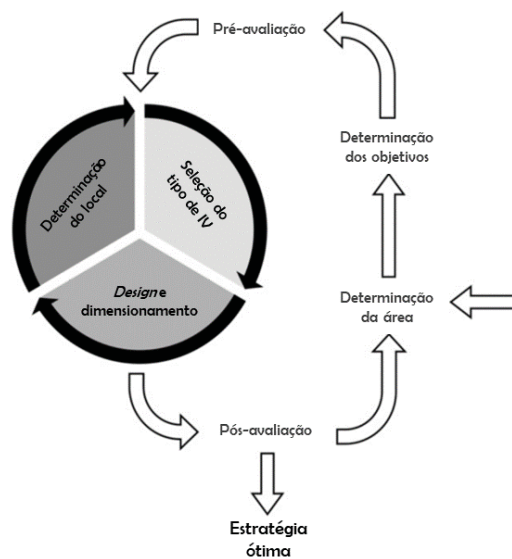 Pré-avaliação
Determinação
dos objetivos
Determinação
do local
Seleção do
tipo de IV
Design e
dimensionamento
Determinação
da área
Pós-avaliação
Estratégia
ótima